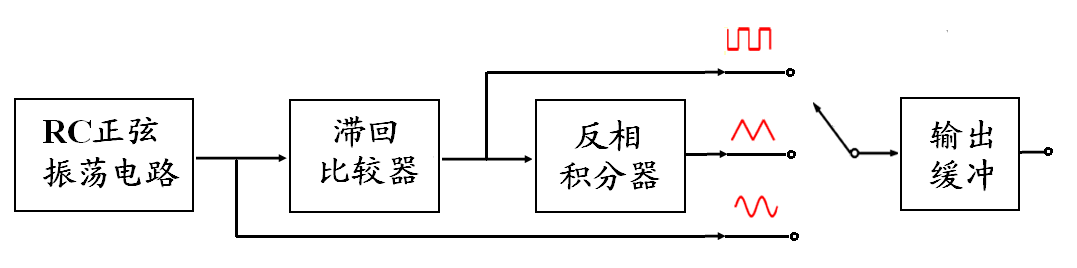 RC正弦
振荡电路
滞回
比较器
反相
积分器
输出
缓冲